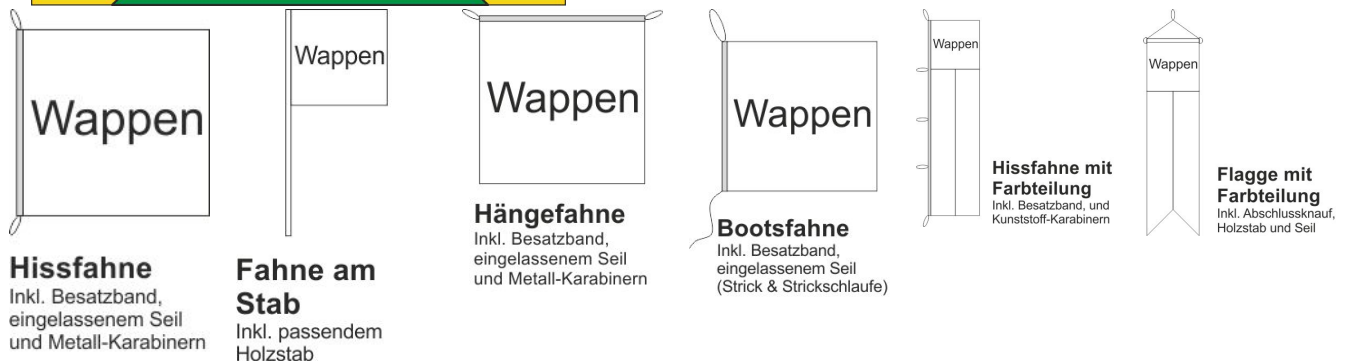 Wappen
Hissfahne
Inkl. Besatzband,
eingelassenem Seil
und Metall-Karabinern
Wappen
Fahne am
Stab
Inkl. passendem
Holzstab
Wappen
Hängefahne
Inkl. Besatzband,
eingelassenem Seil
und Metall-Karabinern
Wappen
Bootsfahne
Inkl. Besatzband,
eingelassenem Seil
(Strick & Strickschlaufe)
Wappen
Hissfahne mit
Farbteilung
Inkl. Besatzband, und
Kunststoff-Karabinern
Wappen
Flagge mit
Farbteilung
Inkl. Abschlussknauf,
Holzstab und Seil